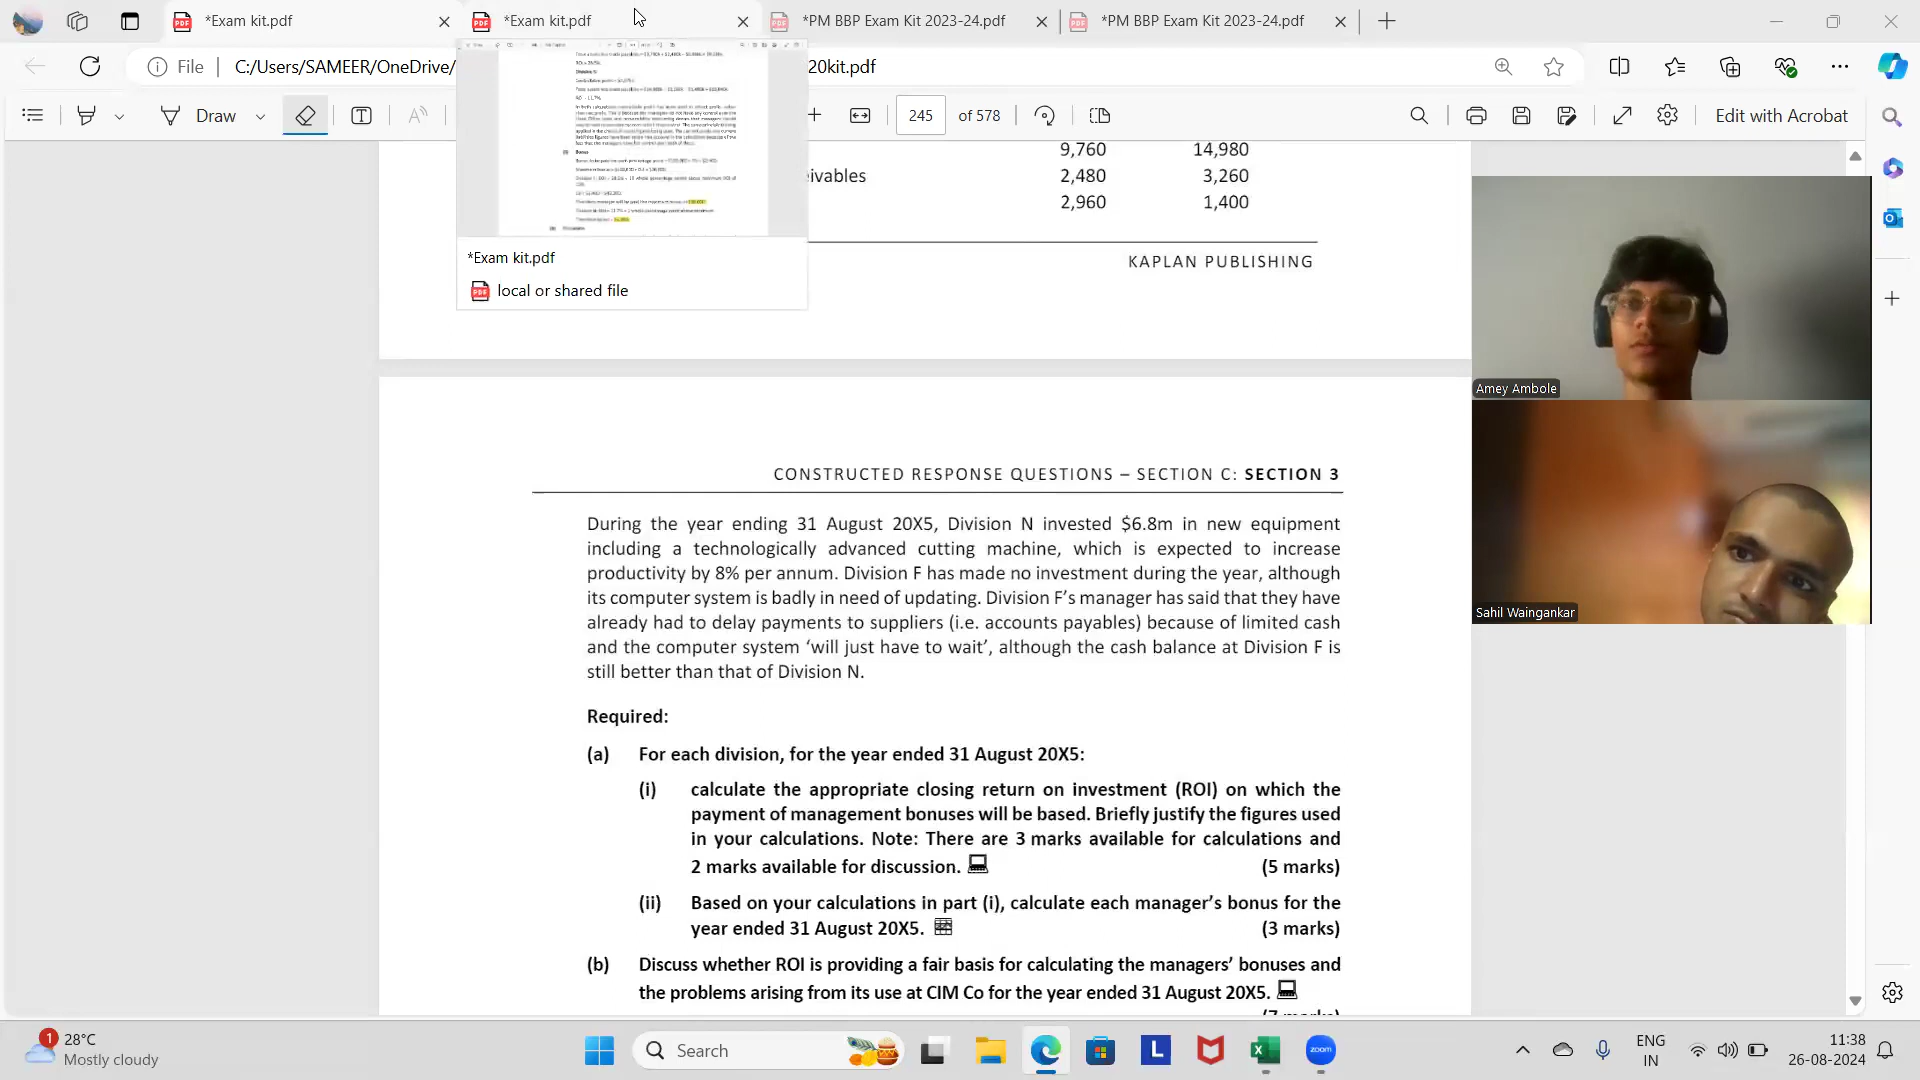 *Exam kit.pdf
*Exam kit.pdf
*PM BBP Exam Kit 2023-24.pdf
*PM BBP Exam Kit 2023-24.pdf
File
C:/Users/SAMEER/OneDrive/
20kit.pdf
Draw
245
of 578
Edit with Acrobat
*Exam kit.pdf
local or shared file
9,760 14,980
ivables 2,480 3,260
2,960 1,400
KAPLAN PUBLISHING
CONSTRUCTED RESPONSE QUESTIONS – SECTION C: SECTION 3
During the year ending 31 August 20X5, Division N invested $6.8m in new equipment
including a technologically advanced cutting machine, which is expected to increase
productivity by 8% per annum. Division F has made no investment during the year, although
its computer system is badly in need of updating. Division F’s manager has said that they have
already had to delay payments to suppliers (i.e. accounts payables) because of limited cash
and the computer system ‘will just have to wait’, although the cash balance at Division F is
still better than that of Division N.
Required:
(a) For each division, for the year ended 31 August 20X5:
(i) calculate the appropriate closing return on investment (ROI) on which the
payment of management bonuses will be based. Briefly justify the figures used
in your calculations. Note: There are 3 marks available for calculations and
2 marks available for discussion. (5 marks)
(ii) Based on your calculations in part (i), calculate each manager’s bonus for the
year ended 31 August 20X5. (3 marks)
(b) Discuss whether ROI is providing a fair basis for calculating the managers’ bonuses and
the problems arising from its use at CIM Co for the year ended 31 August 20X5.
(7 marks)
Amey Ambole
Sahil Waingankar
1
28°C
Mostly cloudy
Search
L
zoom
ENG
IN
11:38
26-08-2024